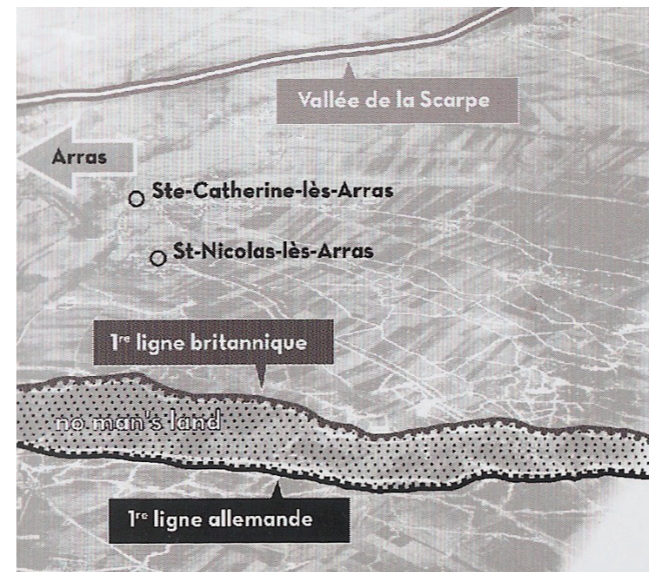 Vallée de la Scarpe
Arras
Ste-Catherine-lès-Arras
St-Nicolas-lès-Arras
1re ligne britannique
no man's land
1re ligne allemande